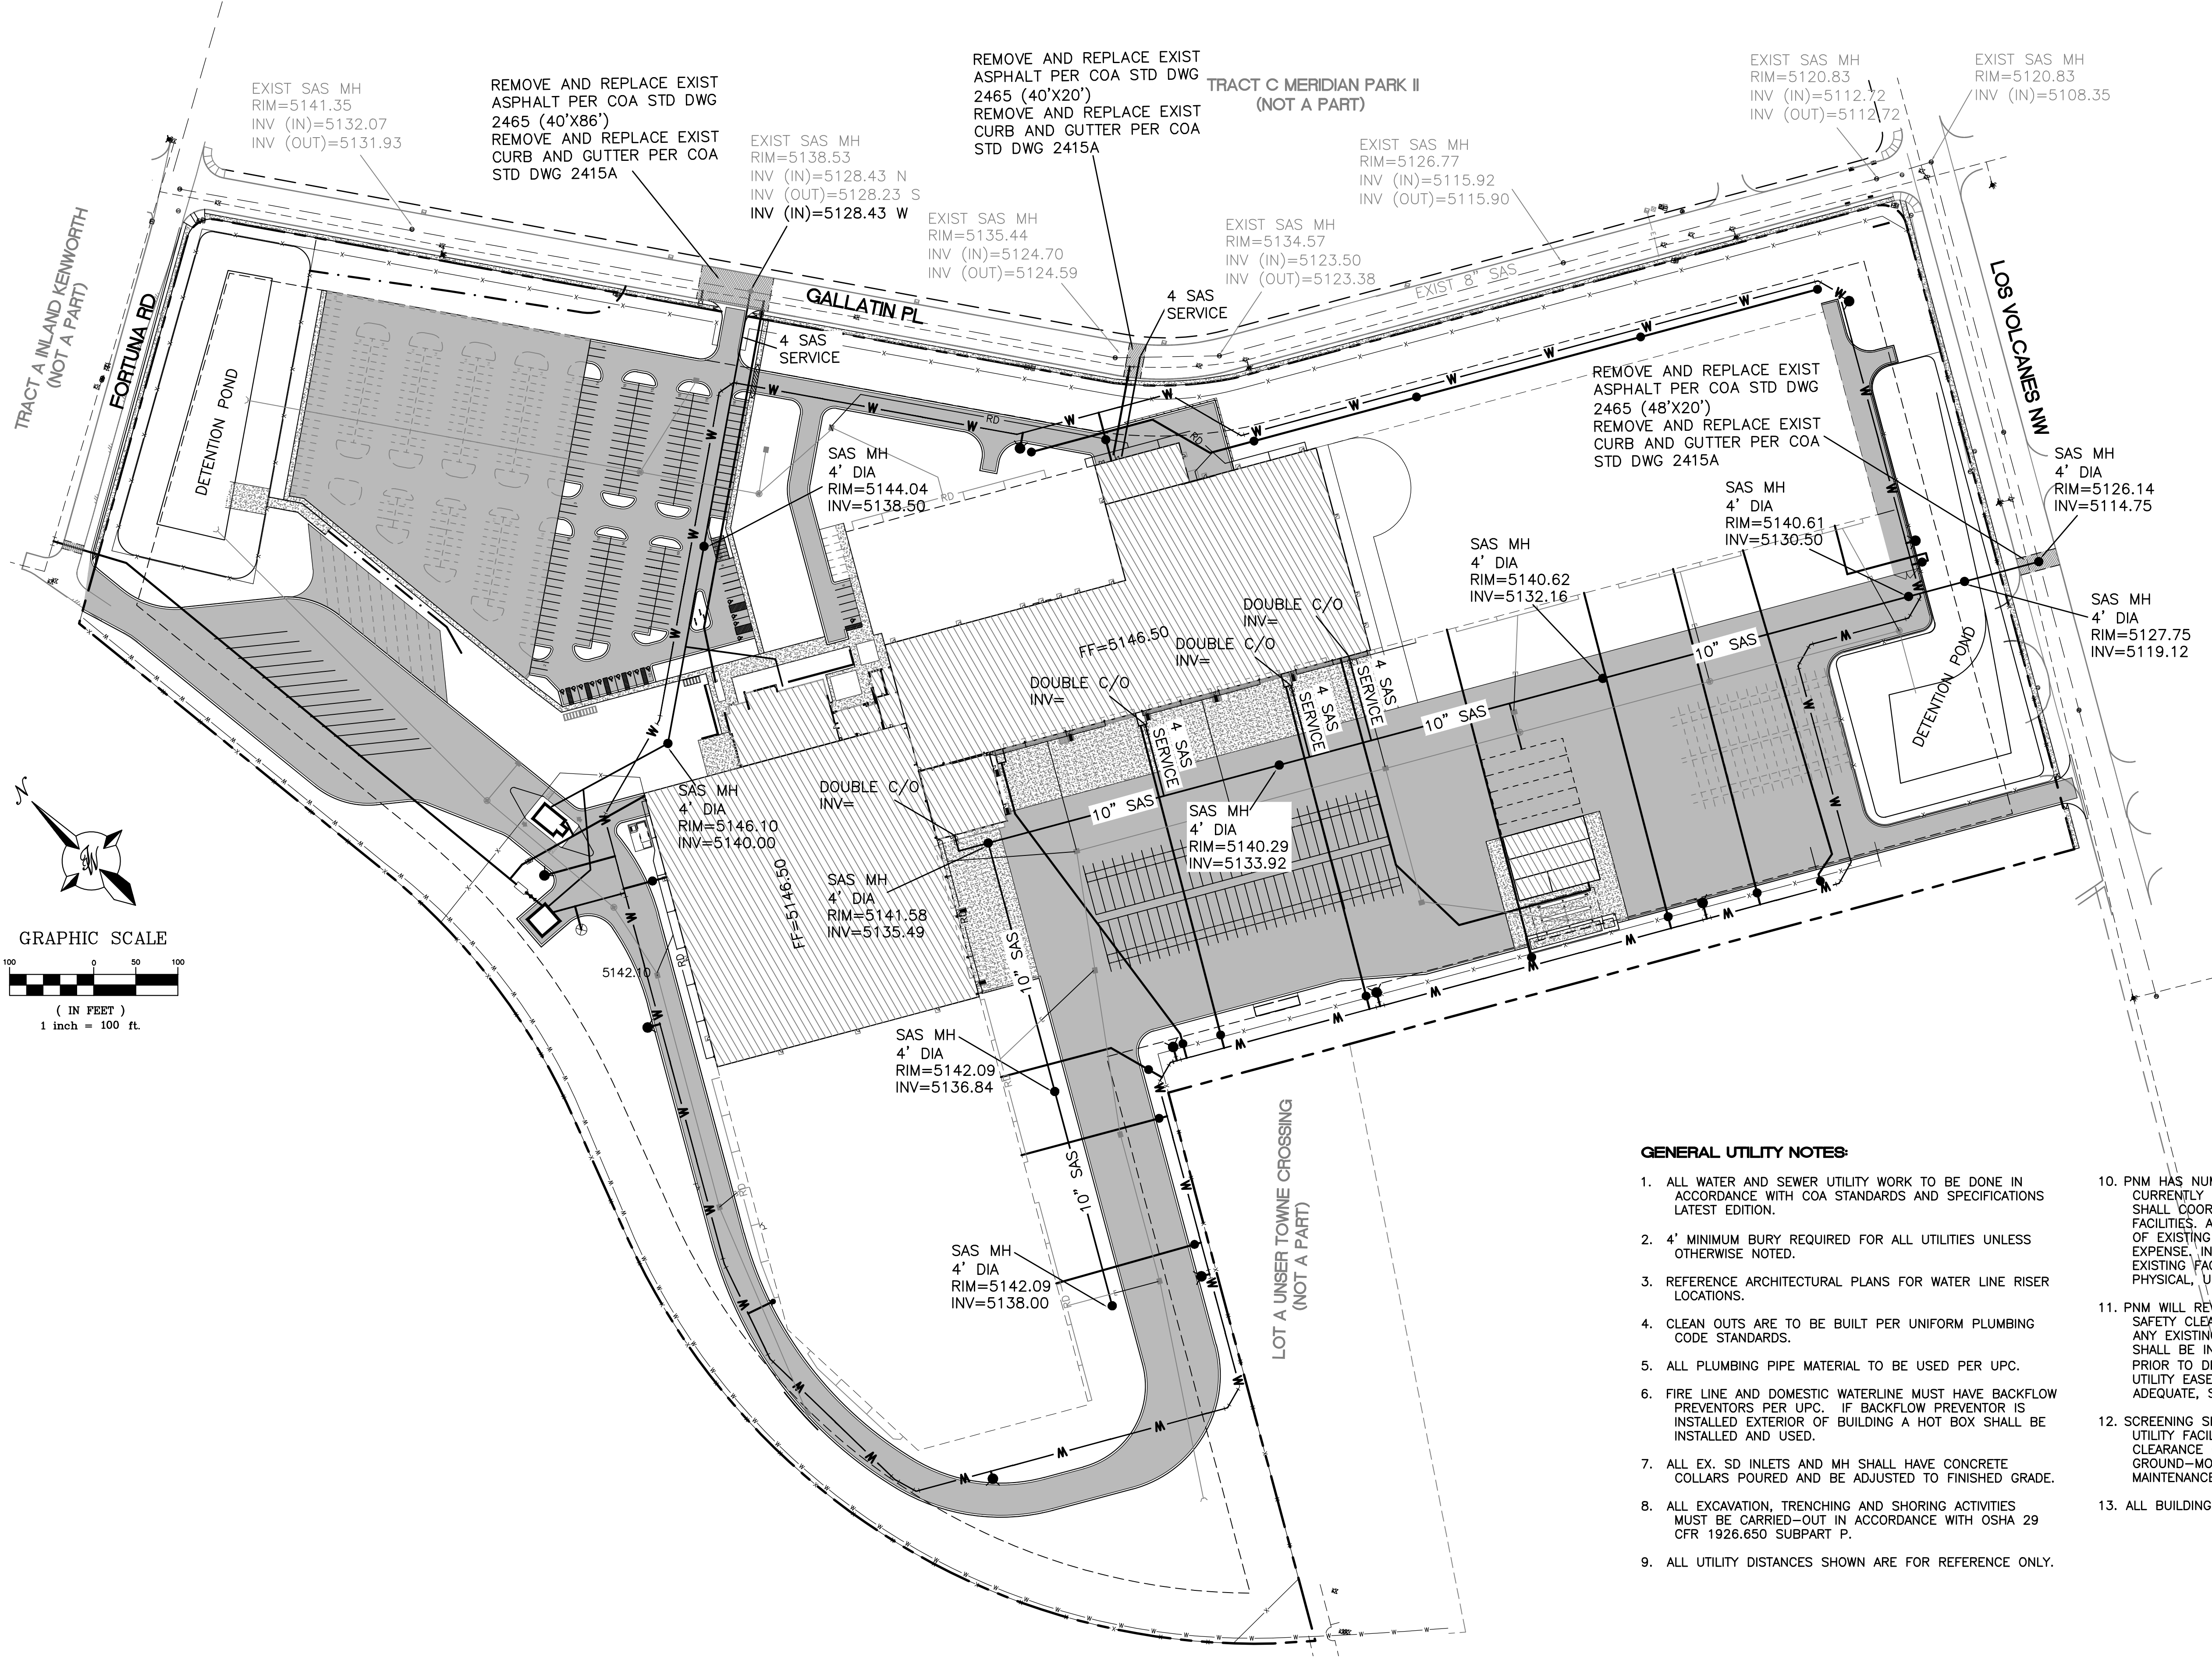 EXIST SAS MH
RIM=5141.35
INV (IN)=5132.07
INV (OUT)=5131.93
REMOVE AND REPLACE EXIST
ASPHALT PER COA STD DWG
2465 (40'X86')
REMOVE AND REPLACE EXIST
CURB AND GUTTER PER COA
STD DWG 2415A
EXIST SAS MH
RIM=5138.53
INV (IN)=5128.43 N
INV (OUT)=5128.23 S
INV (IN)=5128.43 W
REMOVE AND REPLACE EXIST
ASPHALT PER COA STD DWG
2465 (40'X20')
REMOVE AND REPLACE EXIST
CURB AND GUTTER PER COA
STD DWG 2415A
TRACT C MERIDIAN PARK II
(NOT A PART)
EXIST SAS MH
RIM=5135.44
INV (IN)=5124.70
INV (OUT)=5124.59
EXIST SAS MH
RIM=5134.57
INV (IN)=5123.50
INV (OUT)=5123.38
EXIST SAS MH
RIM=5126.77
INV (IN)=5115.92
INV (OUT)=5115.90
EXIST SAS MH
RIM=5120.83
INV (IN)=5112.72
INV (OUT)=5112.72
EXIST SAS MH
RIM=5120.83
INV (IN)=5108.35
TRACT A INLAND KENWORTH
(NOT A PART)
FORTUNA RD
DETENTION POND
GALLATIN PL
4 SAS
SERVICE
4 SAS
SERVICE
EXIST 8" SAS
LOS VOLCANES NW
REMOVE AND REPLACE EXIST
ASPHALT PER COA STD DWG
2465 (48'X20')
REMOVE AND REPLACE EXIST
CURB AND GUTTER PER COA
STD DWG 2415A
SAS MH
4' DIA
RIM=5144.04
INV=5138.50
SAS MH
4' DIA
RIM=5126.14
INV=5114.75
SAS MH
4' DIA
RIM=5140.61
INV=5130.50
SAS MH
4' DIA
RIM=5140.62
INV=5132.16
SAS MH
4' DIA
RIM=5127.75
INV=5119.12
DOUBLE C/O
INV=
FF=5146.50
DOUBLE C/O
INV=
DOUBLE C/O
INV=
4 SAS
SERVICE
4 SAS
SERVICE
4 SAS
SERVICE
10" SAS
10" SAS
10" SAS
DETENTION POND
SAS MH
4' DIA
RIM=5146.10
INV=5140.00
DOUBLE C/O
INV=
SAS MH
4' DIA
RIM=5140.29
INV=5133.92
FF=5146.50
SAS MH
4' DIA
RIM=5141.58
INV=5135.49
5142.10
RD
RD
RD
RD
RD
RD
RD
RD
10" SAS
SAS MH
4' DIA
RIM=5142.09
INV=5136.84
10" SAS
SAS MH
4' DIA
RIM=5142.09
INV=5138.00
LOT A UNSER TOWNE CROSSING
(NOT A PART)
N
GRAPHIC SCALE
100 0 50 100
( IN FEET )
1 inch = 100 ft.
GENERAL UTILITY NOTES:
1. ALL WATER AND SEWER UTILITY WORK TO BE DONE IN
ACCORDANCE WITH COA STANDARDS AND SPECIFICATIONS
LATEST EDITION.
2. 4' MINIMUM BURY REQUIRED FOR ALL UTILITIES UNLESS
OTHERWISE NOTED.
3. REFERENCE ARCHITECTURAL PLANS FOR WATER LINE RISER
LOCATIONS.
4. CLEAN OUTS ARE TO BE BUILT PER UNIFORM PLUMBING
CODE STANDARDS.
5. ALL PLUMBING PIPE MATERIAL TO BE USED PER UPC.
6. FIRE LINE AND DOMESTIC WATERLINE MUST HAVE BACKFLOW
PREVENTORS PER UPC. IF BACKFLOW PREVENTOR IS
INSTALLED EXTERIOR OF BUILDING A HOT BOX SHALL BE
INSTALLED AND USED.
7. ALL EX. SD INLETS AND MH SHALL HAVE CONCRETE
COLLARS POURED AND BE ADJUSTED TO FINISHED GRADE.
8. ALL EXCAVATION, TRENCHING AND SHORING ACTIVITIES
MUST BE CARRIED-OUT IN ACCORDANCE WITH OSHA 29
CFR 1926.650 SUBPART P.
9. ALL UTILITY DISTANCES SHOWN ARE FOR REFERENCE ONLY.
10. PNM HAS
CURRENTLY
SHALL
FACILITIES.
OF EXISTING
EXPENSE.
EXISTING
PHYSICAL,
11. PNM WILL
SAFETY
ANY
SHALL BE
PRIOR TO
UTILITY
ADEQUATE,
12. SCREENING
UTILITY
CLEARANCE
MAINTENANCE
13. ALL BUILDING